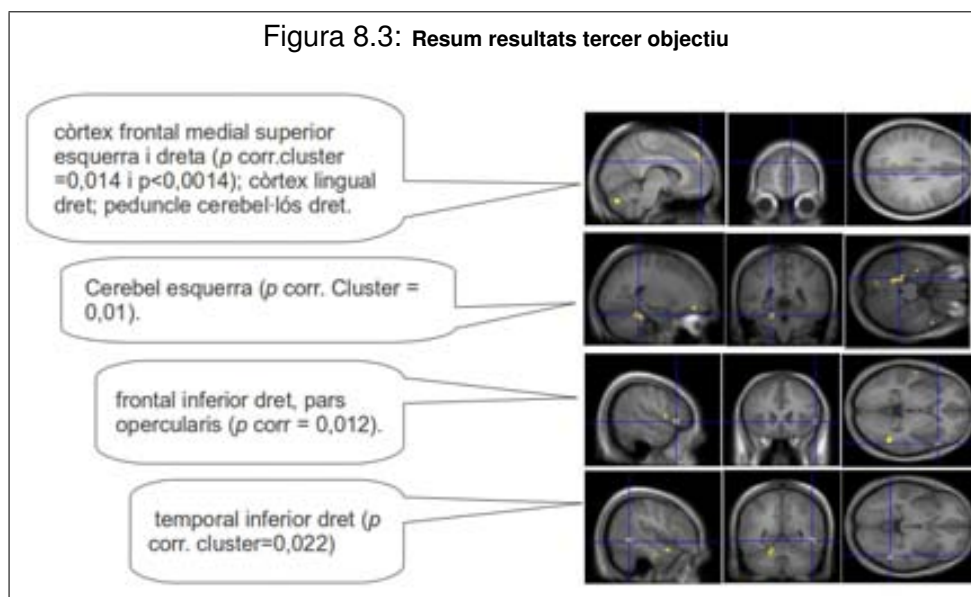 Figura 8.3: Resum resultats tercer objectiu
còrtex frontal medial superior
esquerra i dreta (p corr.cluster
=0,014 i p<0,0014); còrtex lingual
dret; peduncle cerebel·lós dret.
Cerebel esquerra (p corr. Cluster =
0,01).
frontal inferior dret, pars
opercularis (p corr = 0,012).
temporal inferior dret (p
corr. cluster=0,022)